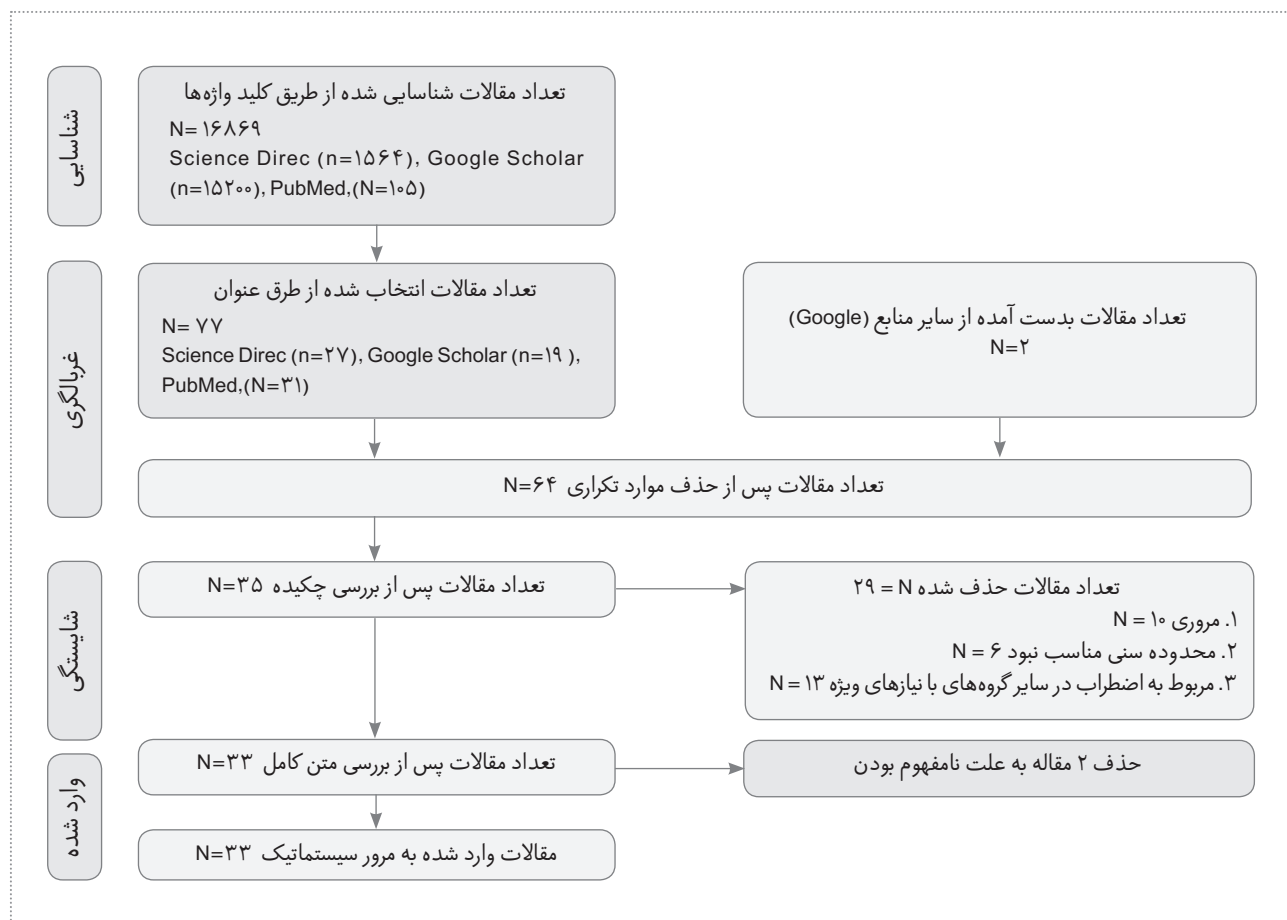 شناسایی
تعداد مقالات شناسایی شده از طریق کلید واژه‌ها
N= ۱۶۸۶۹
Science Direc (n=۱۵۶۴), Google Scholar
(n=۱۵۲۰۰), PubMed,(N=۱۰۵)
غربالگری
تعداد مقالات انتخاب شده از طرق عنوان
N= ۷۷
Science Direc (n=۲۷), Google Scholar (n=۱۹ ),
PubMed,(N=۳۱)
تعداد مقالات بدست آمده از سایر منابع (Google)
N=۲
تعداد مقالات پس از حذف موارد تکراری N=۶۴
شایستگی
تعداد مقالات پس از بررسی چکیده N=۳۵
تعداد مقالات حذف شده N = ۲۹
۱. مروری N = ۱۰
۲. محدوده سنی مناسب نبود N = ۶
۳. مربوط به اضطراب در سایر گروه‌های با نیازهای ویژه N = ۱۳
وارد شده
تعداد مقالات پس از بررسی متن کامل N=۳۳
حذف ۲ مقاله به علت نامفهوم بودن
مقالات وارد شده به مرور سیستماتیک N=۳۳